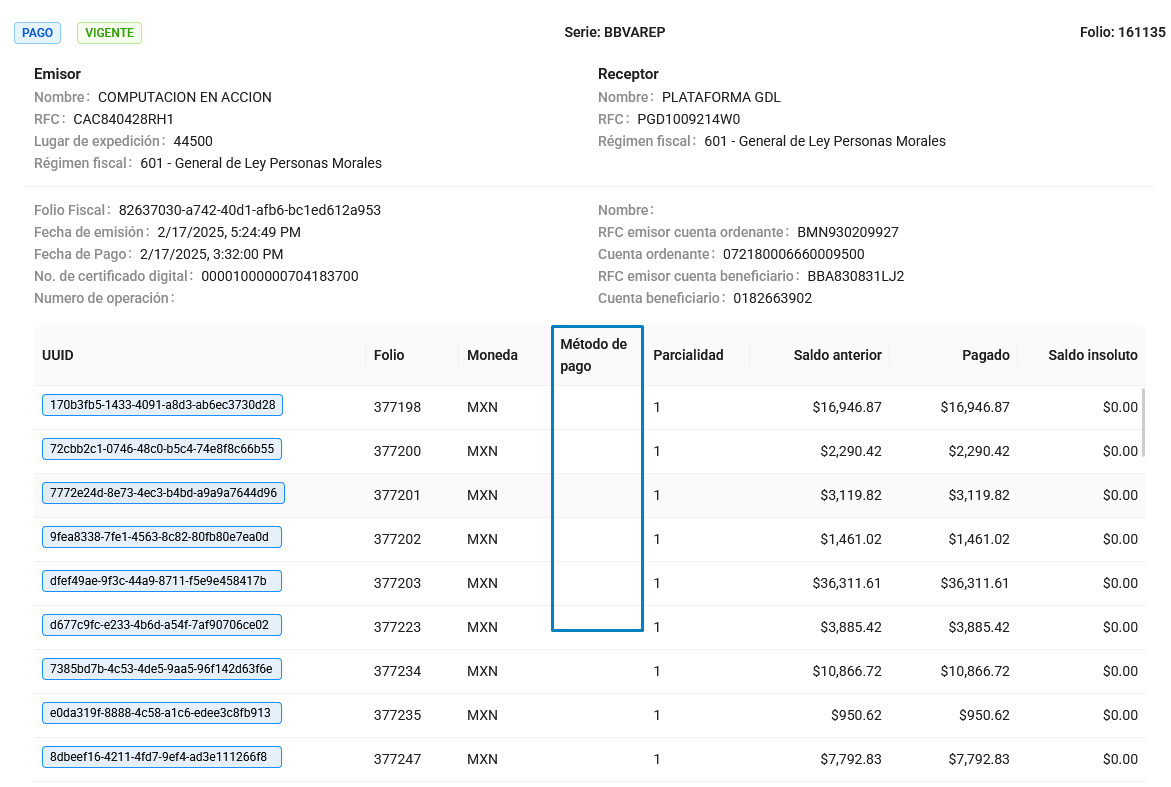 PAGO VIGENTE Serie: BBVAREP Folio: 161135
Emisor
Nombre: COMPUTACION EN ACCION
RFC: CAC840428RH1
Lugar de expedición: 44500
Régimen fiscal: 601 - General de Ley Personas Morales
Receptor
Nombre: PLATAFORMA GDL
RFC: PGD1009214W0
Régimen fiscal: 601 - General de Ley Personas Morales
Folio Fiscal: 82637030-a742-40d1-afb6-bc1ed612a953
Fecha de emisión: 2/17/2025, 5:24:49 PM
Fecha de Pago: 2/17/2025, 3:32:00 PM
No. de certificado digital: 00001000000704183700
Numero de operación:
Nombre:
RFC emisor cuenta ordenante: BMN930209927
Cuenta ordenante: 072180006660009500
RFC emisor cuenta beneficiario: BBA830831LJ2
Cuenta beneficiario: 0182663902
UUID Folio Moneda Método de pago Parcialidad Saldo anterior Pagado Saldo insoluto
170b3fb5-1433-4091-a8d3-ab6ec3730d28 377198 MXN 1 $16,946.87 $16,946.87 $0.00
72cbb2c1-0746-48c0-b5c4-74e8f8c66b55 377200 MXN 1 $2,290.42 $2,290.42 $0.00
7772e24d-8e73-4ec3-b4bd-a9a9a7644d96 377201 MXN 1 $3,119.82 $3,119.82 $0.00
9fea8338-7fe1-4563-8c82-80fb80e7ea0d 377202 MXN 1 $1,461.02 $1,461.02 $0.00
dfef49ae-9f3c-44a9-8711-f5e9e458417b 377203 MXN 1 $36,311.61 $36,311.61 $0.00
d677c9fc-e233-4b6d-a54f-7af90706ce02 377223 MXN 1 $3,885.42 $3,885.42 $0.00
7385bd7b-4c53-4de5-9aa5-96f142d63f6e 377234 MXN 1 $10,866.72 $10,866.72 $0.00
e0da319f-8888-4c58-a1c6-edee3c8fb913 377235 MXN 1 $950.62 $950.62 $0.00
8dbeef16-4211-4fd7-9ef4-ad3e111266f8 377247 MXN 1 $7,792.83 $7,792.83 $0.00